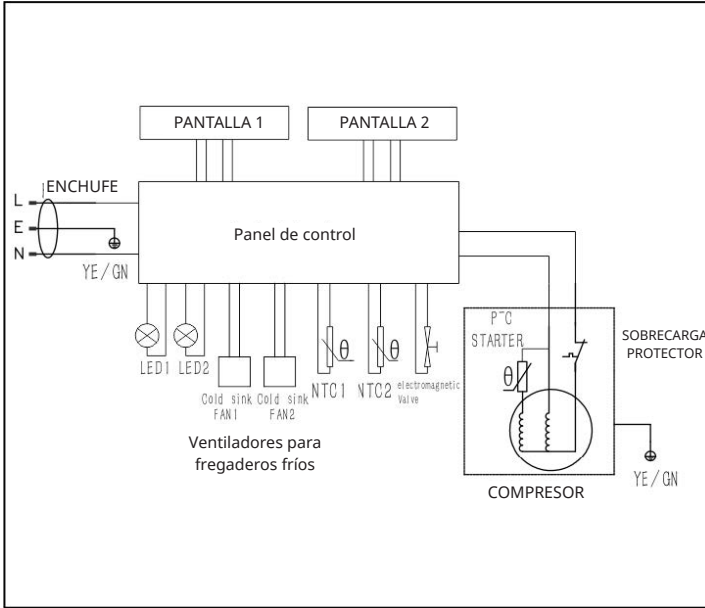 PANTALLA 1
PANTALLA 2
ENCHUFE
L
E
N
YE/GN
Panel de control
LED1
LED2
Cold sink
FAN1
Cold sink
FAN2
NTC1
θ
NTC2
θ
electromagnetic
Valve
Ventiladores para
fregaderos fríos
PTC
STARTER
θ
SOBRECARGA
PROTECTOR
COMPRESOR
YE/GN